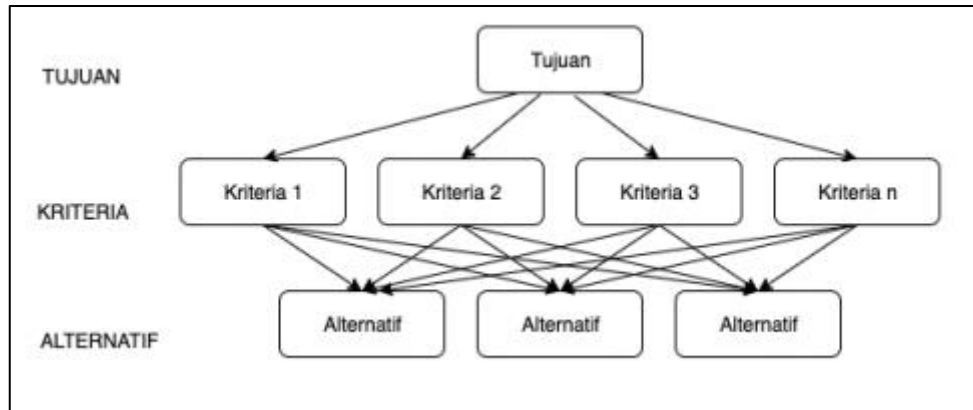 Tujuan
TUJUAN
Kriteria 1
Kriteria 2
Kriteria 3
Kriteria n
KRITERIA
Alternatif
Alternatif
Alternatif
ALTERNATIF